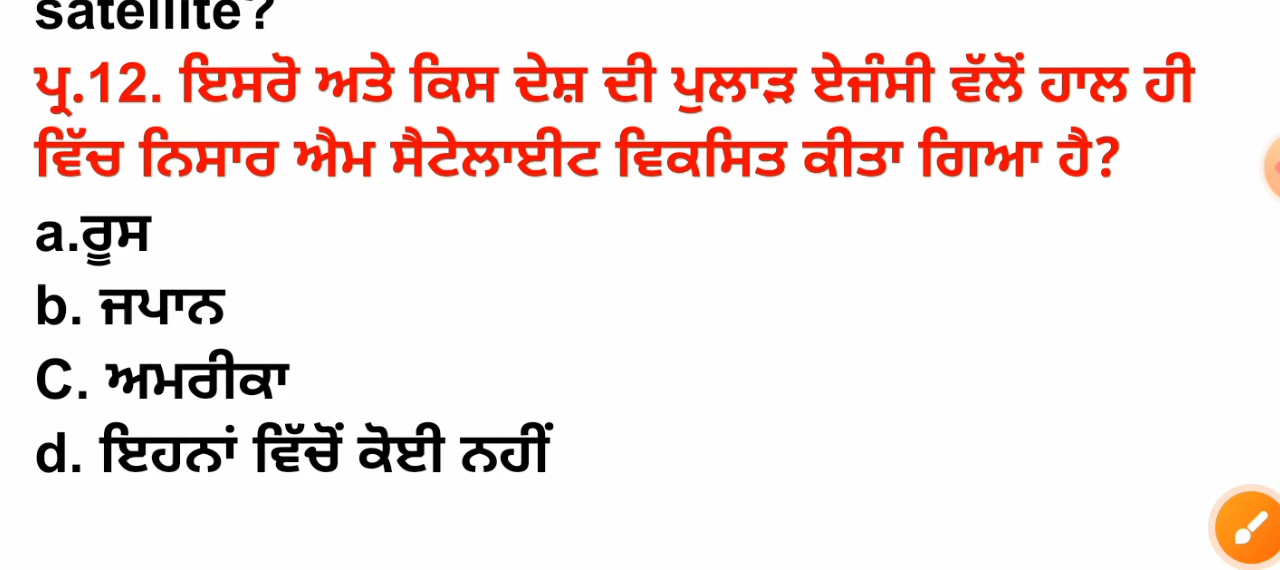 satellite?
ਪ੍ਰ.12. ਇਸਰੋ ਅਤੇ ਕਿਸ ਦੇਸ਼ ਦੀ ਪੁਲਾੜ ਏਜੰਸੀ ਵੱਲੋਂ ਹਾਲ ਹੀ
ਵਿੱਚ ਨਿਸਾਰ ਐਮ ਸੈਟੇਲਾਈਟ ਵਿਕਸਿਤ ਕੀਤਾ ਗਿਆ ਹੈ?
a.ਰੂਸ
b. ਜਪਾਨ
C. ਅਮਰੀਕਾ
d. ਇਹਨਾਂ ਵਿੱਚੋਂ ਕੋਈ ਨਹੀਂ